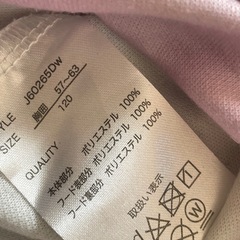 STYLE J60265DW
SIZE 胸囲 57~63
120
QUALITY
本体部分 ポリエステル 100%
フード表部分 ポリエステル 100%
フード裏部分 ポリエステル 100%
取扱い表示
W